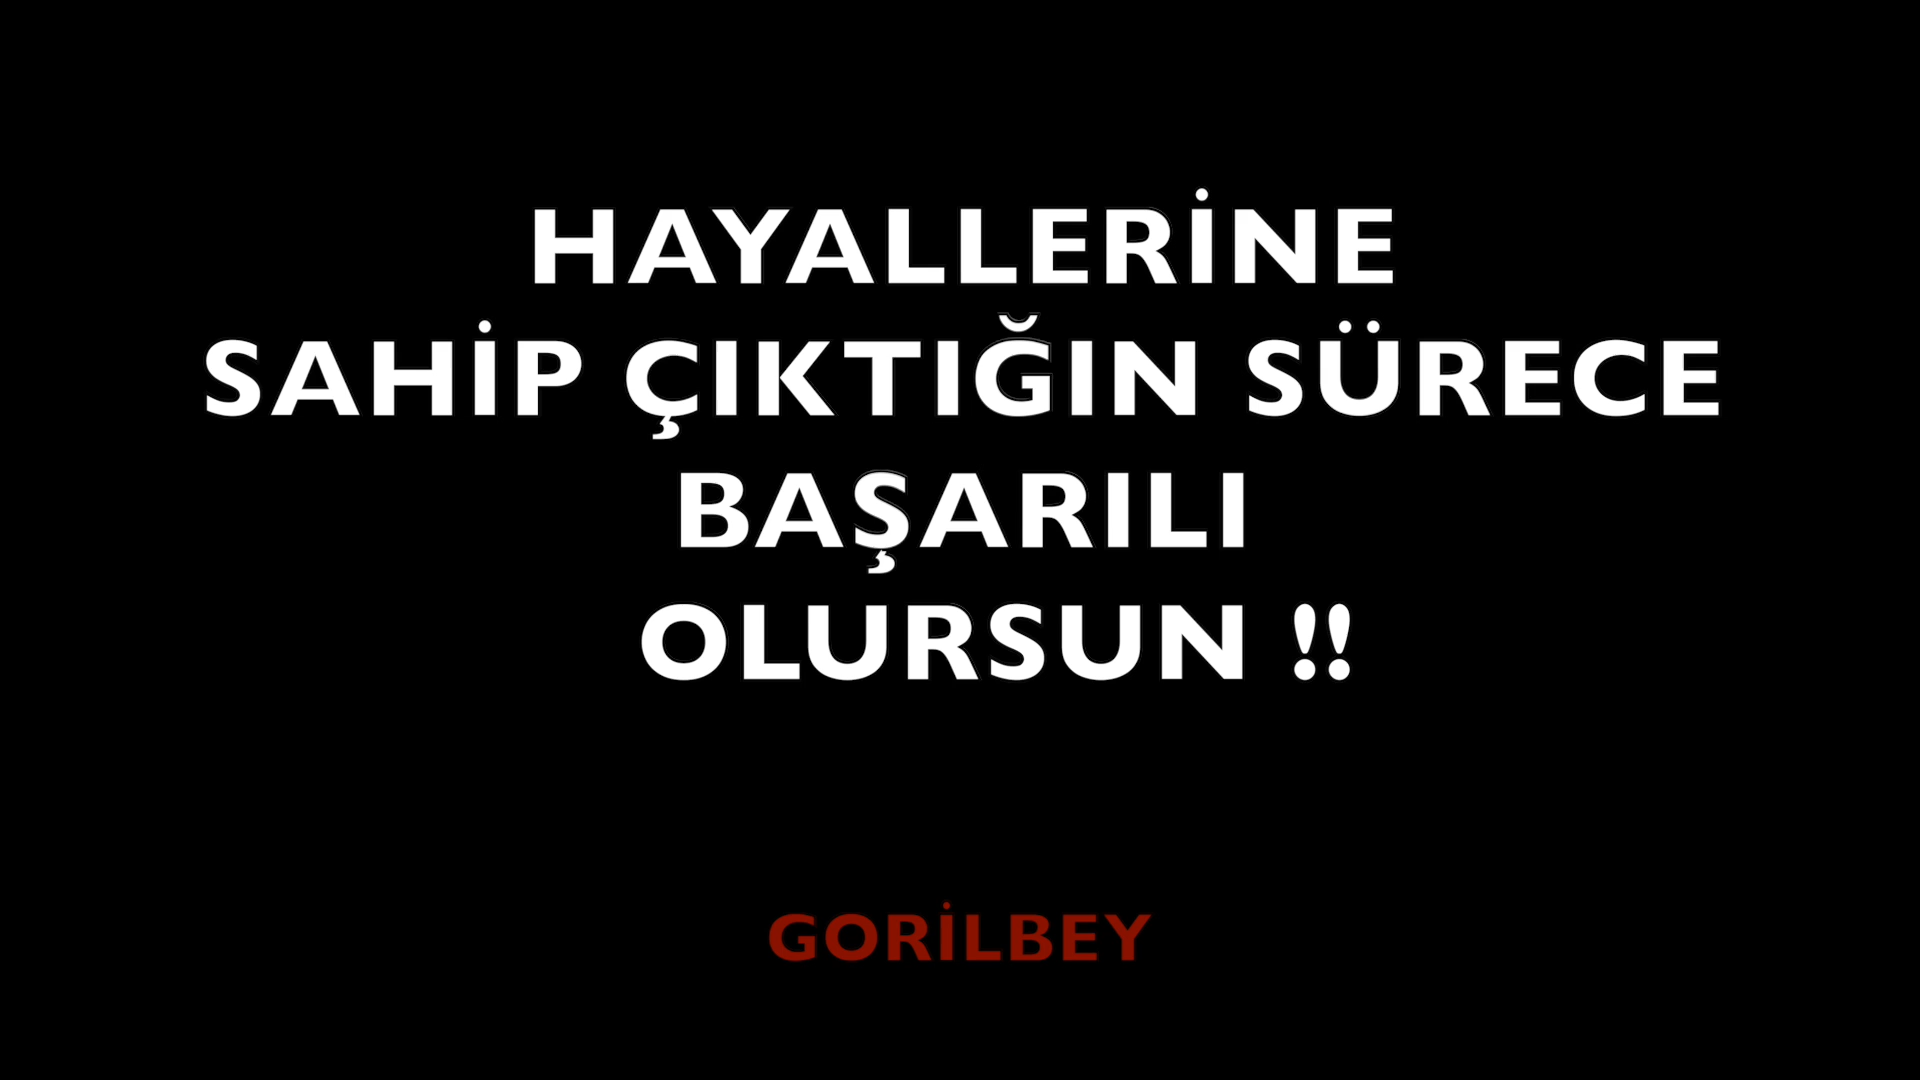 HAYALLERİNE
SAHİP ÇIKTIĞIN SÜRECE
BAŞARILI
OLURSUN !!
GORİLBEY